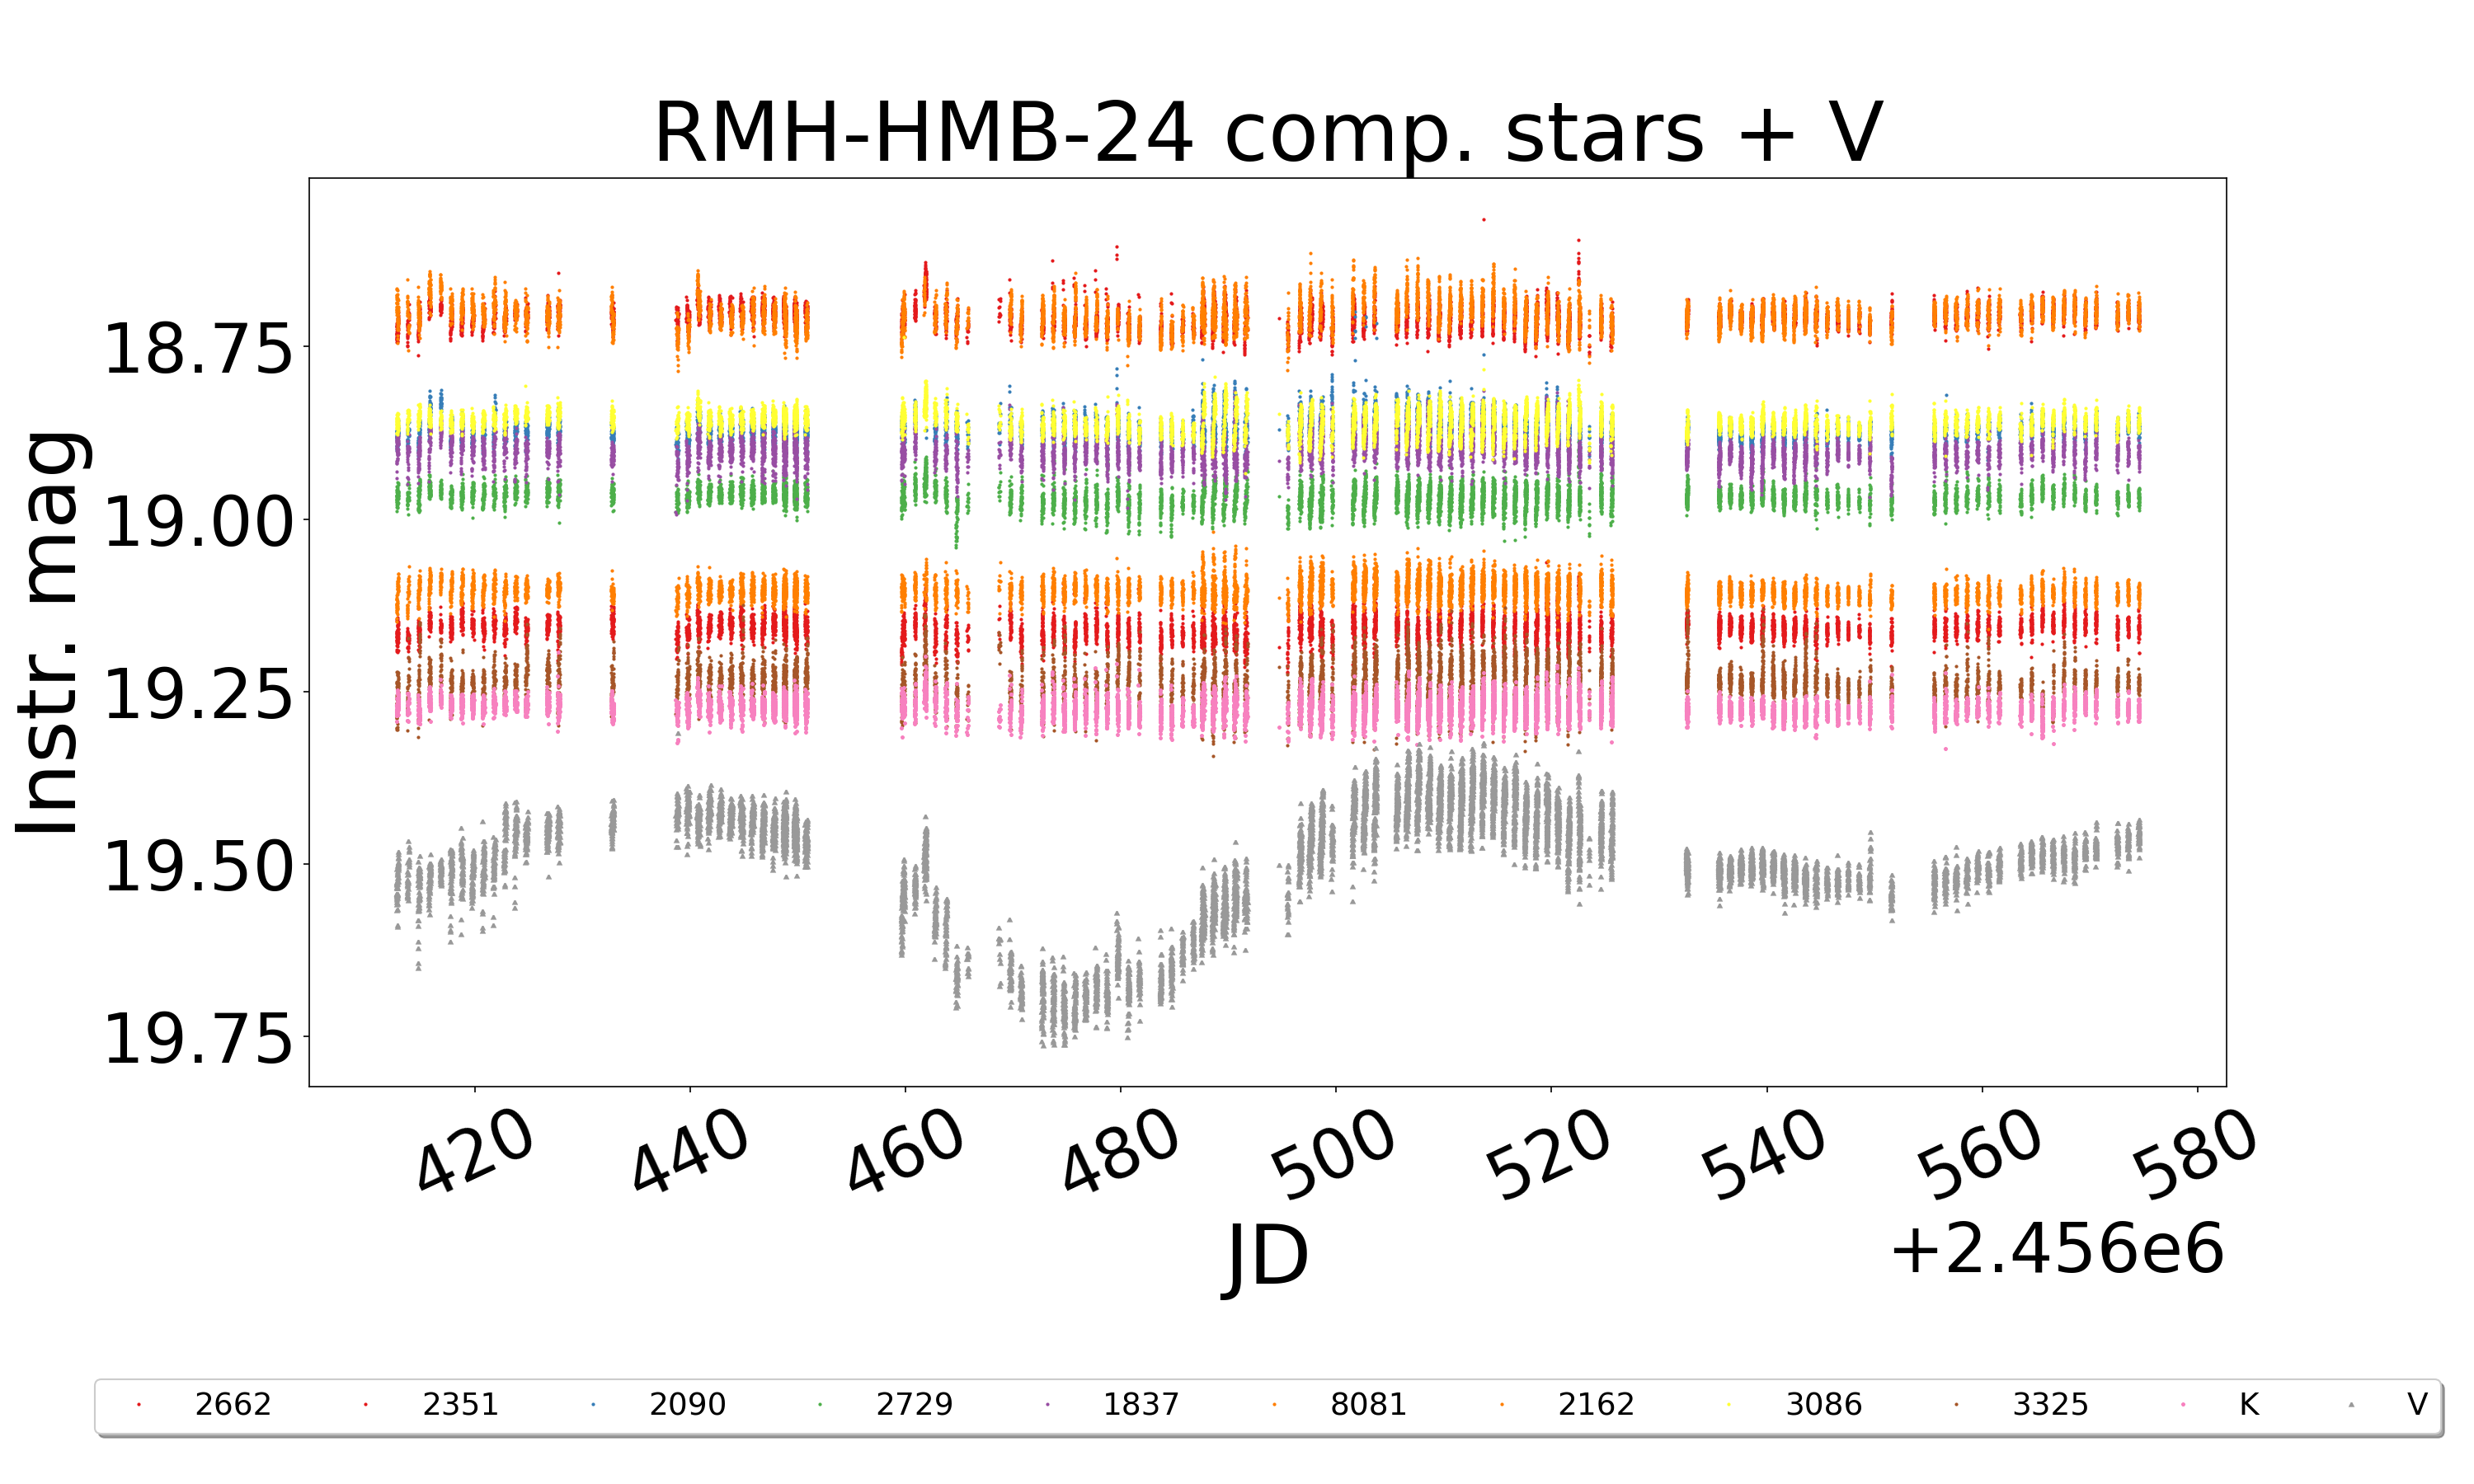 RMH-HMB-24 comp. stars + V
Instr. mag
18.75
19.00
19.25
19.50
19.75
420 440 460 480 500 520 540 560 580
JD
+2.456e6
2662 2351 2090 2729 1837 8081 2162 3086 3325 K V